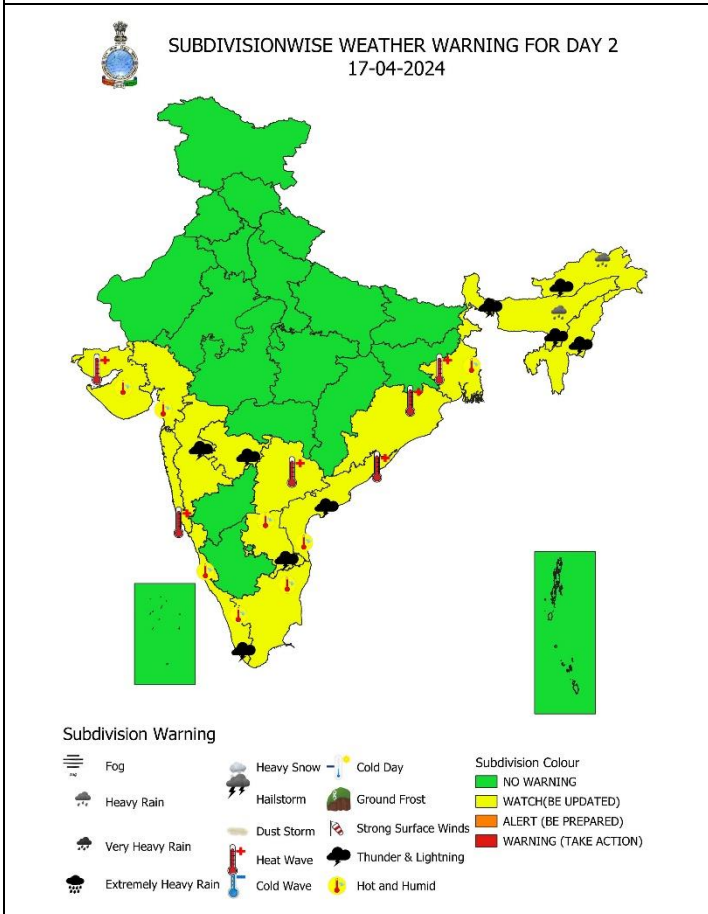 SUBDIVISIONWISE WEATHER WARNING FOR DAY 2
17-04-2024
Subdivision Warning
Fog
Heavy Rain
Very Heavy Rain
Extremely Heavy Rain
Heavy Snow
Hailstorm
Dust Storm
Heat Wave
Cold Wave
Cold Day
Ground Frost
Strong Surface Winds
Thunder & Lightning
Hot and Humid
Subdivision Colour
NO WARNING
WATCH(BE UPDATED)
ALERT (BE PREPARED)
WARNING (TAKE ACTION)